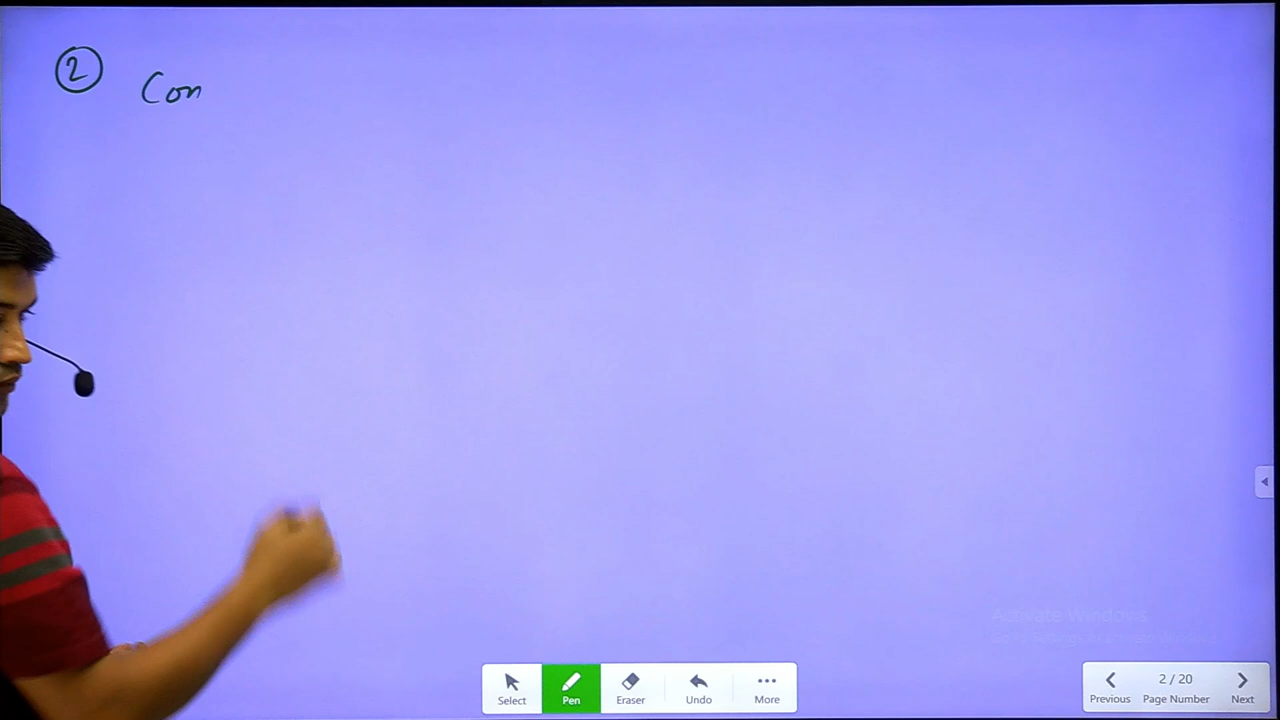 ② Con
Activate Windows
Select Pen Eraser Undo More
2 / 20
Previous Page Number Next